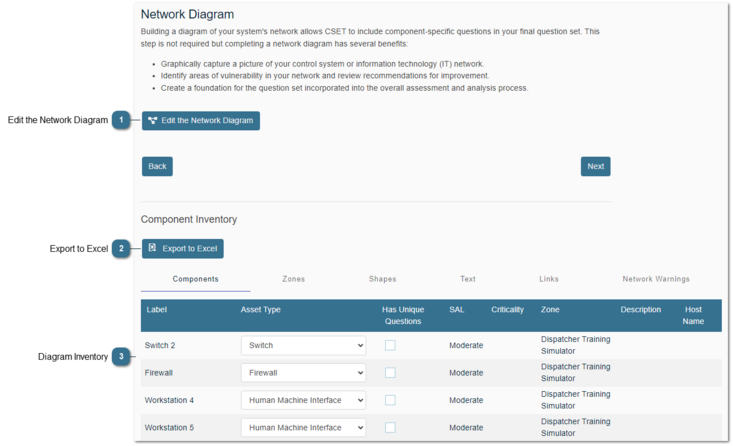 Network Diagram
Building a diagram of your system's network allows CSET to include component-specific questions in your final question set. This
step is not required but completing a network diagram has several benefits:
• Graphically capture a picture of your control system or information technology (IT) network.
• Identify areas of vulnerability in your network and review recommendations for improvement.
• Create a foundation for the question set incorporated into the overall assessment and analysis process.
Edit the Network Diagram 1 Edit the Network Diagram
Back Next
Component Inventory
Export to Excel 2 Export to Excel
Components Zones Shapes Text Links Network Warnings
Label Asset Type Has Unique SAL Criticality Zone Description Host
Questions Name
Switch 2 Switch Moderate Dispatcher Training
Simulator
Diagram Inventory 3
Firewall Firewall Moderate Dispatcher Training
Simulator
Workstation 4 Human Machine Interface Moderate Dispatcher Training
Simulator
Workstation 5 Human Machine Interface Moderate Dispatcher Training
Simulator